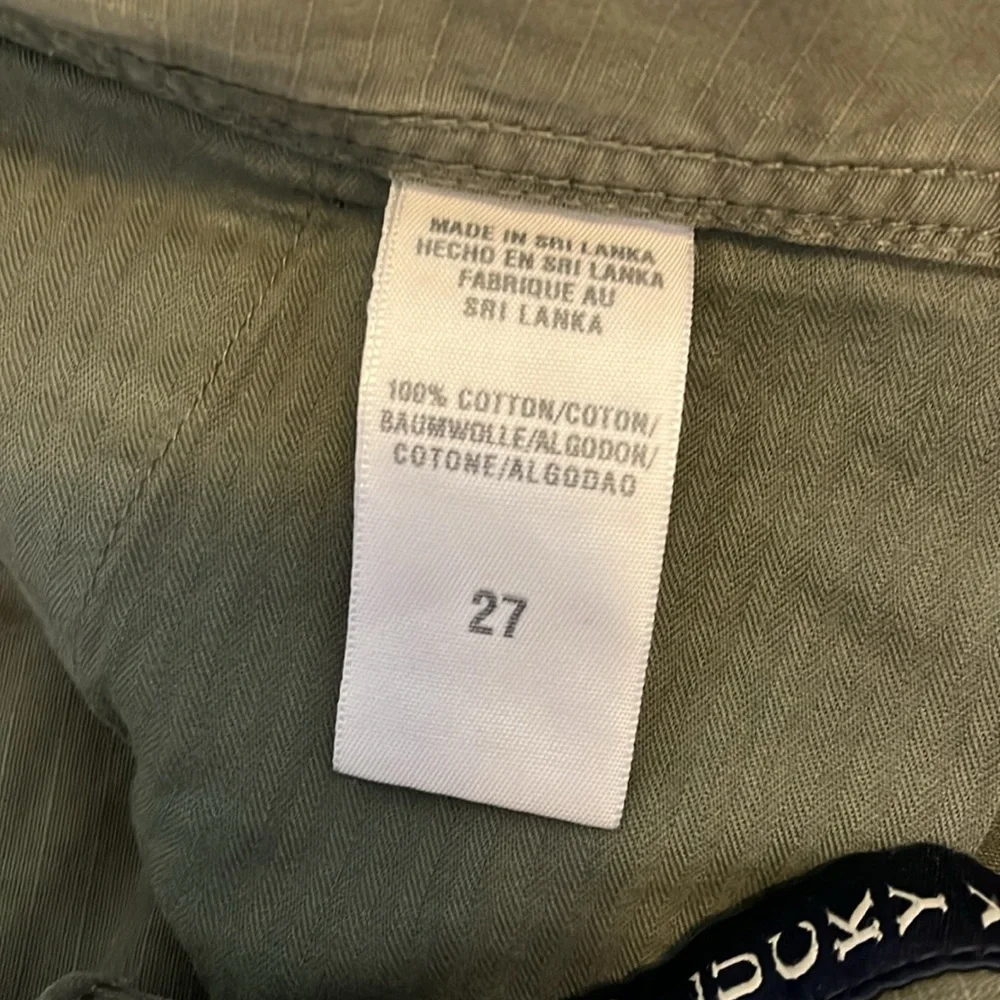 MADE IN SRI LANKA
HECHO EN SRI LANKA
FABRIQUE AU
SRI LANKA
100% COTTON/COTON/
BAUMWOLLE/ALGODON/
COTONE/ALGODAO
27
UCKY